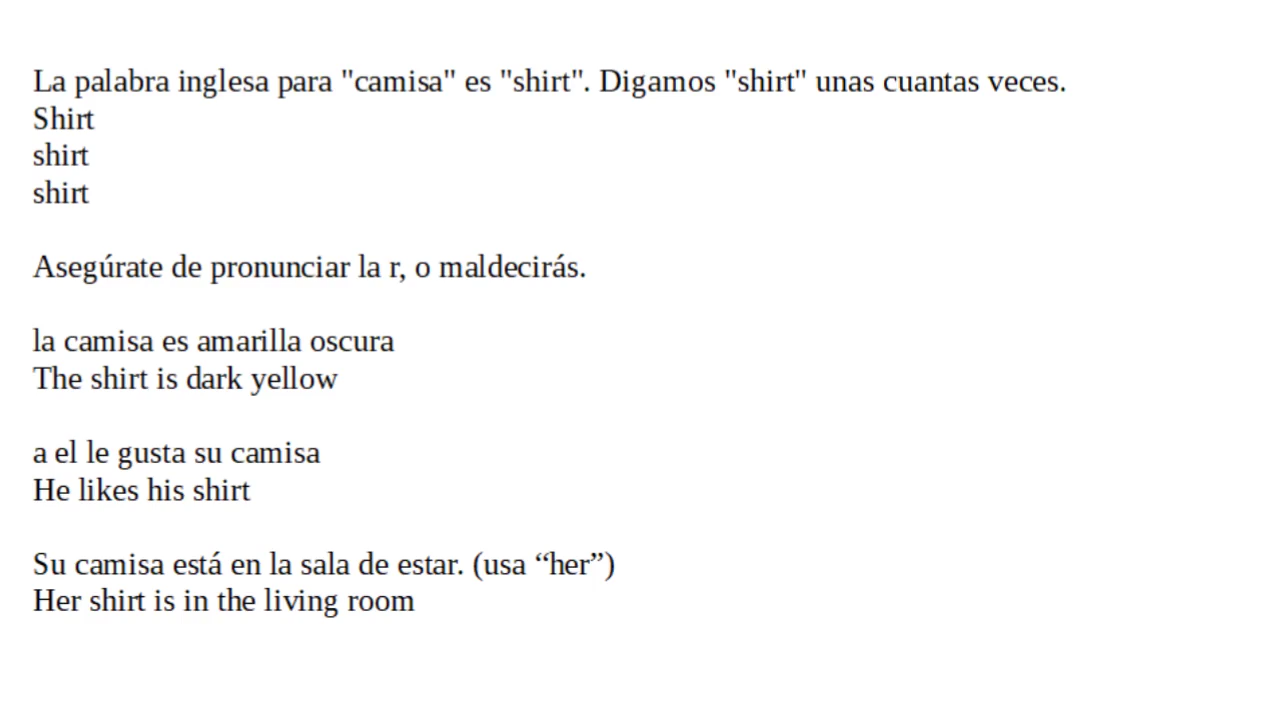 La palabra inglesa para "camisa" es "shirt". Digamos "shirt" unas cuantas veces.
Shirt
shirt
shirt
Asegúrate de pronunciar la r, o maldecirás.
la camisa es amarilla oscura
The shirt is dark yellow
a el le gusta su camisa
He likes his shirt
Su camisa está en la sala de estar. (usa “her”)
Her shirt is in the living room